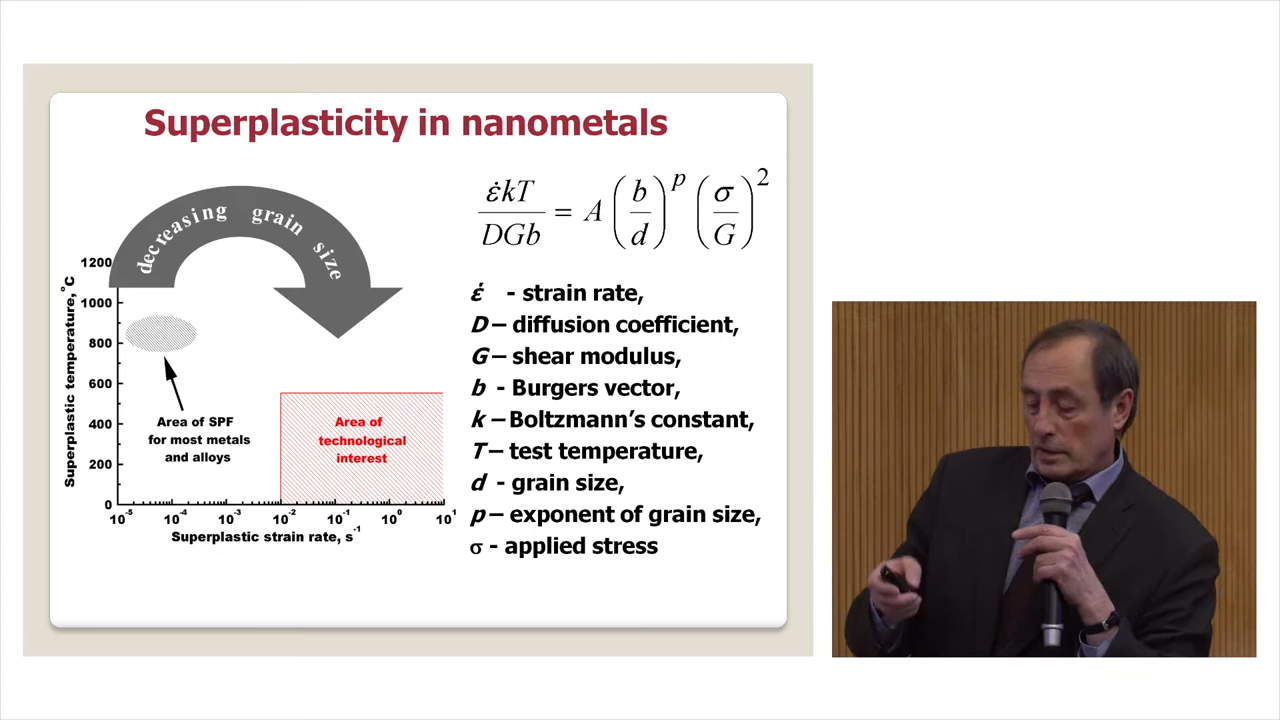 Superplasticity in nanometals
decreasing grain size
ε̇kT / DGb = A (b/d)^p (σ/G)^2
1200
1000
800
600
400
200
0
Superplastic temperature,°C
Area of SPF
for most metals
and alloys
Area of
technological
interest
10^-5 10^-4 10^-3 10^-2 10^-1 10^0 10^1
Superplastic strain rate, s^-1
ε̇ - strain rate,
D – diffusion coefficient,
G – shear modulus,
b - Burgers vector,
k – Boltzmann’s constant,
T – test temperature,
d - grain size,
p – exponent of grain size,
σ - applied stress